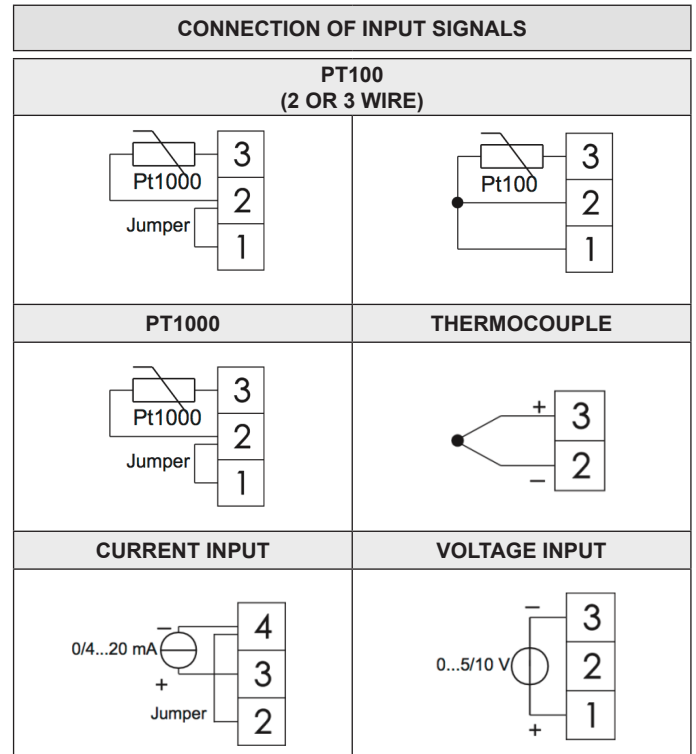 CONNECTION OF INPUT SIGNALS
PT100
(2 OR 3 WIRE)
3
Pt1000
2
Jumper
1
3
Pt100
2
1
PT1000
THERMOCOUPLE
3
Pt1000
2
Jumper
1
+ 3
2
–
CURRENT INPUT
VOLTAGE INPUT
– 4
0/4...20 mA
3
+
Jumper 2
– 3
0...5/10 V 2
1
+